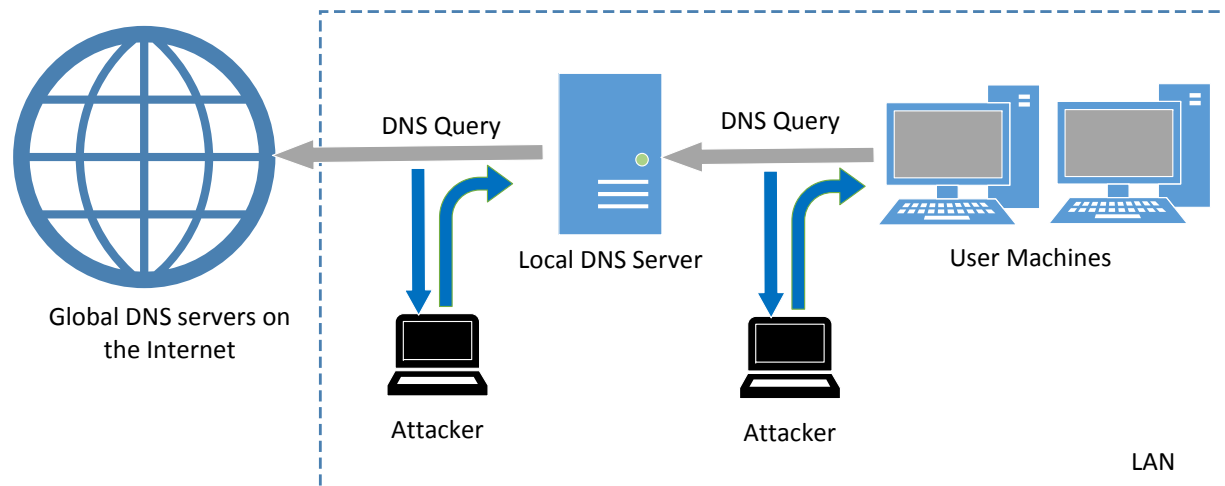 DNS Query
DNS Query
Local DNS Server
User Machines
Global DNS servers on
the Internet
Attacker
Attacker
LAN